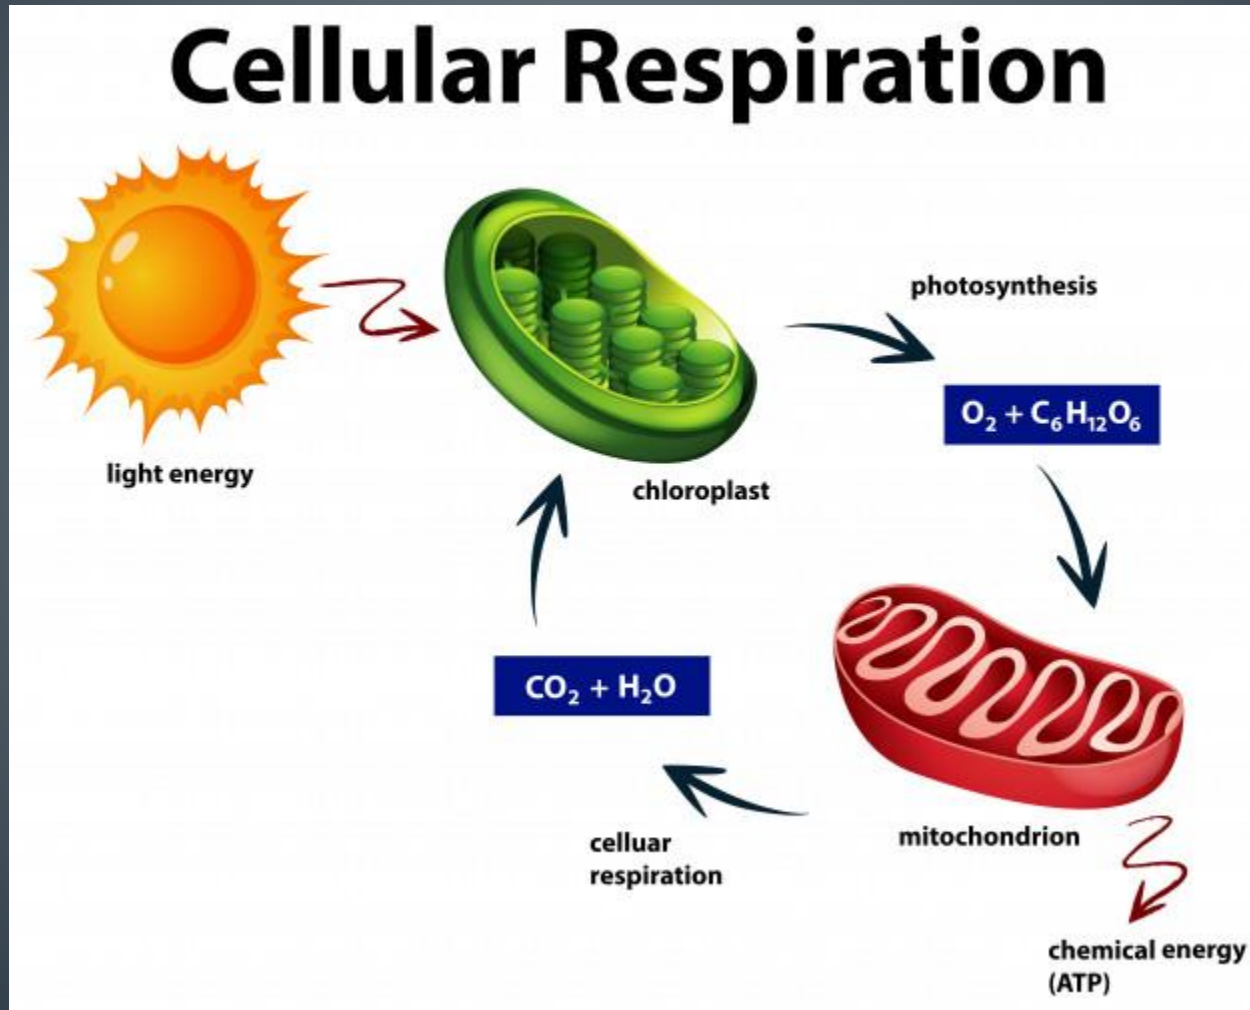 Cellular Respiration
photosynthesis
O₂ + C₆H₁₂O₆
light energy
chloroplast
CO₂ + H₂O
mitochondrion
celluar
respiration
chemical energy
(ATP)